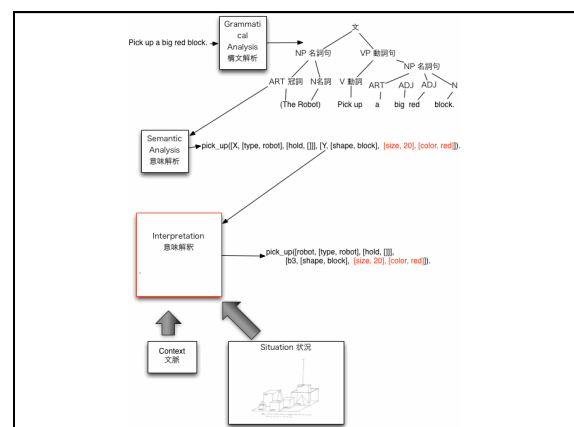 Pick up a big red block.
Grammati
cal
Analysis
構文解析
文
NP 名詞句
VP 動詞句
NP 名詞句
ART 冠詞
N名詞
V 動詞
ART
ADJ
ADJ
N
(The Robot)
Pick up
a
big
red
block.
Semantic
Analysis
意味解析
pick_up([X, [type, robot], [hold, []]], [Y, [shape, block], [size, 20], [color, red]]).
Interpretation
意味解釈
pick_up([robot, [type, robot], [hold, []]],
[b3, [shape, block], [size, 20], [color, red]]).
Context
文脈
Situation 状況